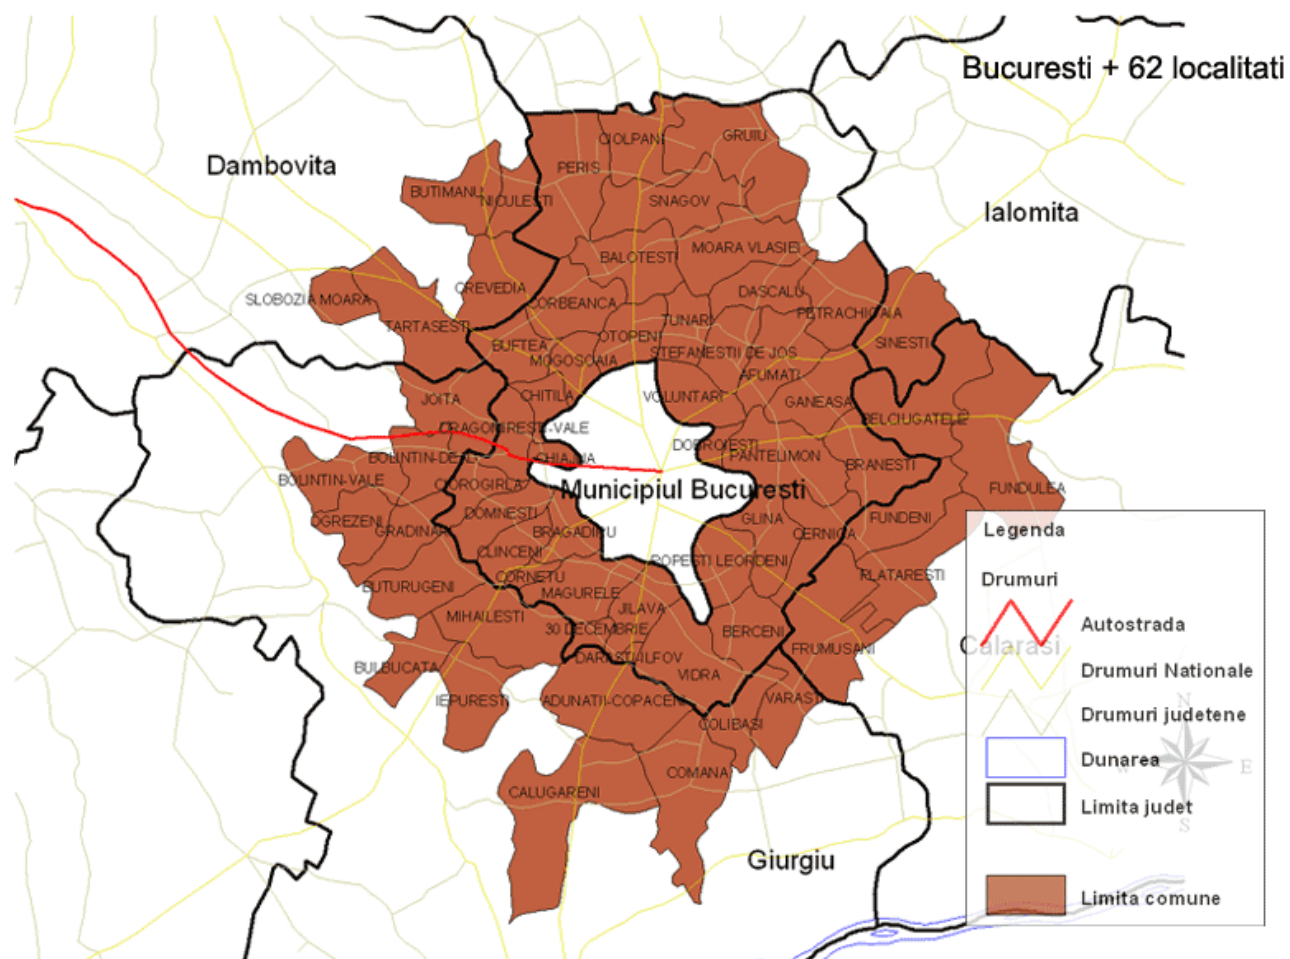 Bucuresti + 62 localitati
Dambovita
Ialomita
CIOLPANI
GRUIU
PERIS
BUTIMANU
NICULESTI
SNAGOV
MOARA VLASIEI
BALOTESTI
CREVEDIA
DASCALU
SLOBOZIA MOARA
CORBEANCA
PETRACHIOAIA
TARTASESTI
TUNARI
OTOPENI
BUFTEA
SINESTI
STEFANESTII DE JOS
MOGOSOAIA
AFUMATI
JOITA
CHITILA
VOLUNTARI
GANEASA
BELCIUGATELE
DRAGOMIRESTI-VALE
DOBROIESTI
BOLINTIN-DEAL
CHIAJNA
PANTELIMON
BRANESTI
BOLINTIN-VALE
CIOROGIRLA
Municipiul Bucuresti
FUNDULEA
OGREZENI
GRADINARI
DOMNESTI
BRAGADIRU
GLINA
CERNICA
FUNDENI
Legenda
CLINCENI
POPESTI LEORDENI
CORNETU
PLATARESTI
Drumuri
BUTURUGENI
MAGURELE
JILAVA
MIHAILESTI
30 DECEMBRIE
BERCENI
Autostrada
FRUMUSANI
Calarasi
BULBUCATA
DARASTI-ILFOV
VIDRA
Drumuri Nationale
IEPURESTI
ADUNATII-COPACENI
VARASTI
N
Drumuri judetene
COLIBASI
COMANA
Dunarea
W
E
CALUGARENI
Limita judet
S
Giurgiu
Limita comune